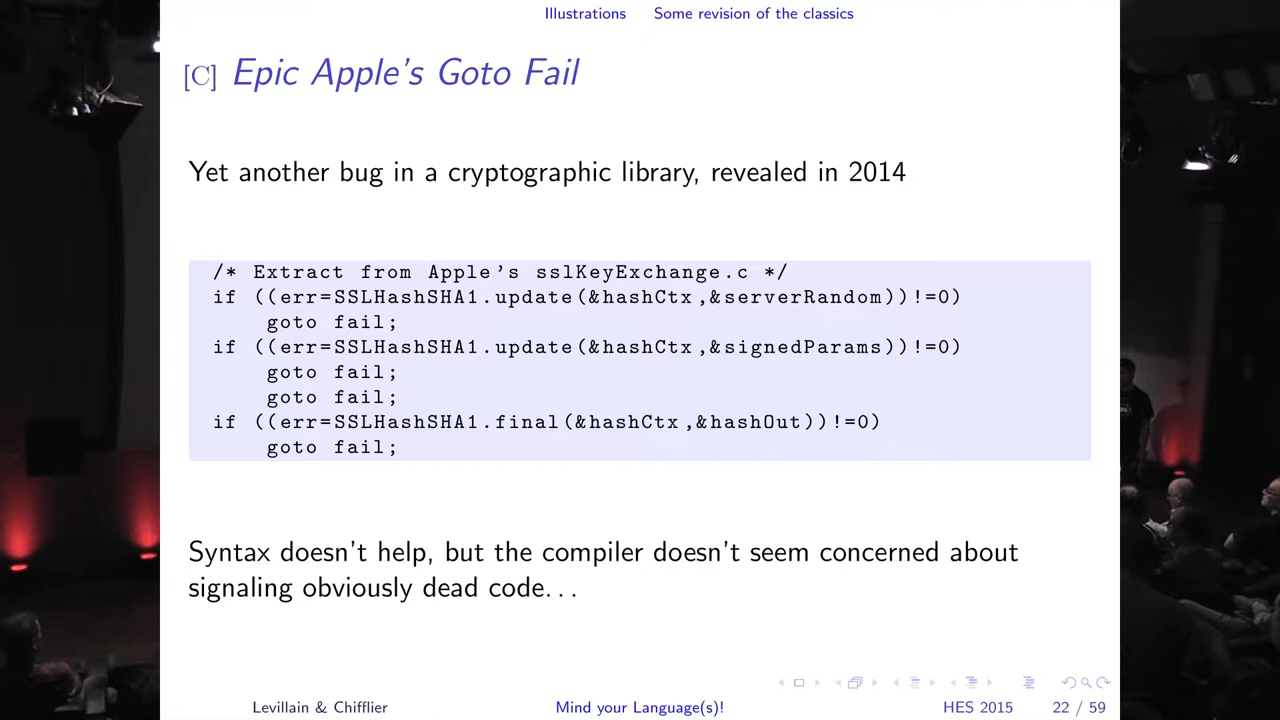 Illustrations Some revision of the classics
[C] Epic Apple's Goto Fail
Yet another bug in a cryptographic library, revealed in 2014
/* Extract from Apple's sslKeyExchange.c */
if ((err=SSLHashSHA1.update(&hashCtx,&serverRandom))!=0)
goto fail;
if ((err=SSLHashSHA1.update(&hashCtx,&signedParams))!=0)
goto fail;
goto fail;
if ((err=SSLHashSHA1.final(&hashCtx,&hashOut))!=0)
goto fail;
Syntax doesn't help, but the compiler doesn't seem concerned about
signaling obviously dead code...
Levillain & Chifflier Mind your Language(s)! HES 2015 22 / 59